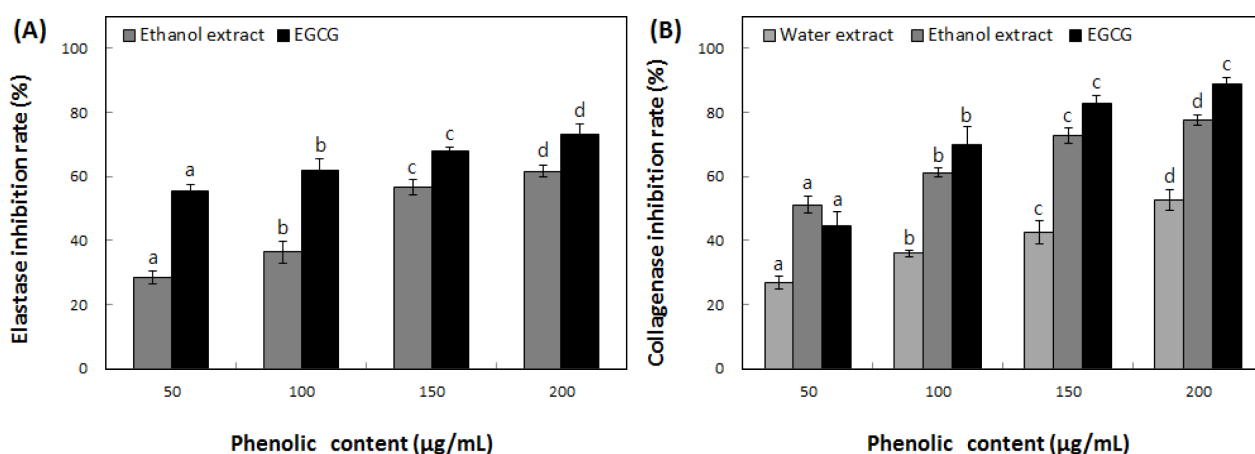 (A)
Ethanol extract EGCG
Elastase inhibition rate (%)
100
80
60
40
20
0
a a b b c c d d
50 100 150 200
Phenolic content (µg/mL)
(B)
Water extract Ethanol extract EGCG
Collagenase inhibition rate (%)
100
80
60
40
20
0
a a a b b b c c c d d c
50 100 150 200
Phenolic content (µg/mL)